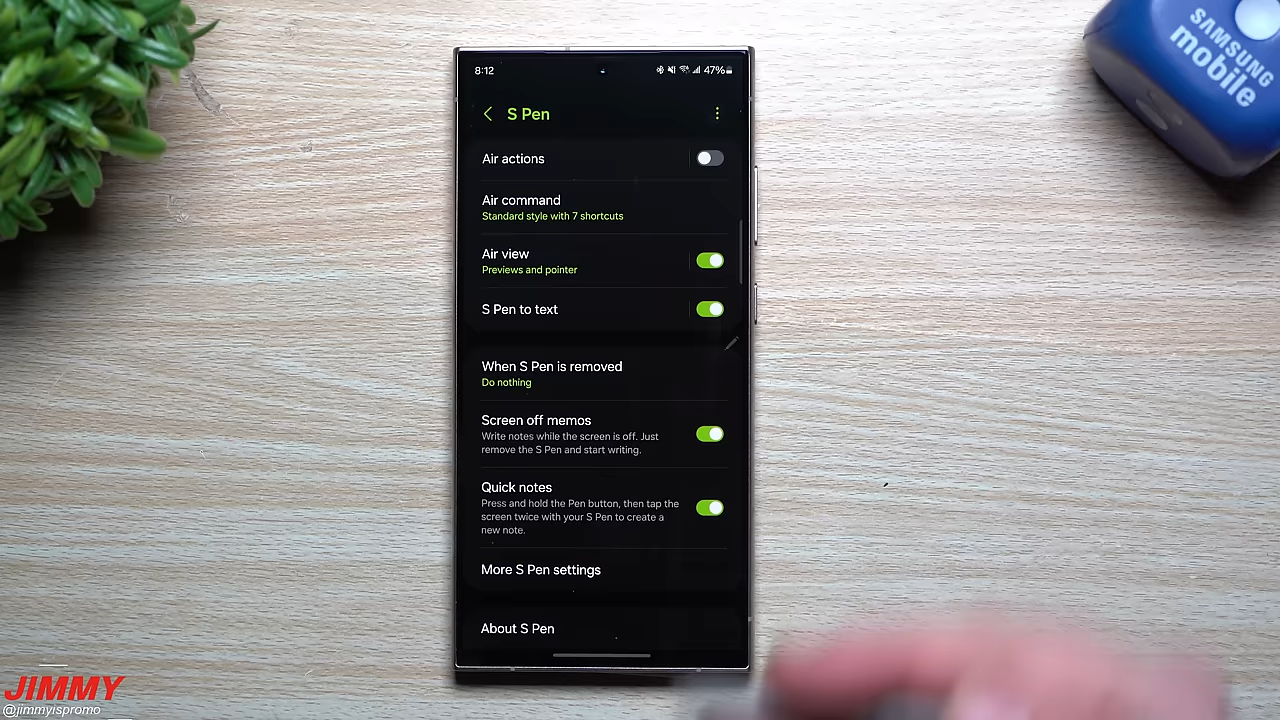 SAMSUNG
mobile
8:12
47%
S Pen
Air actions
Air command
Standard style with 7 shortcuts
Air view
Previews and pointer
S Pen to text
When S Pen is removed
Do nothing
Screen off memos
Write notes while the screen is off. Just
remove the S Pen and start writing.
Quick notes
Press and hold the Pen button, then tap the
screen twice with your S Pen to create a
new note.
More S Pen settings
About S Pen
JIMMY
@jimmyispromo